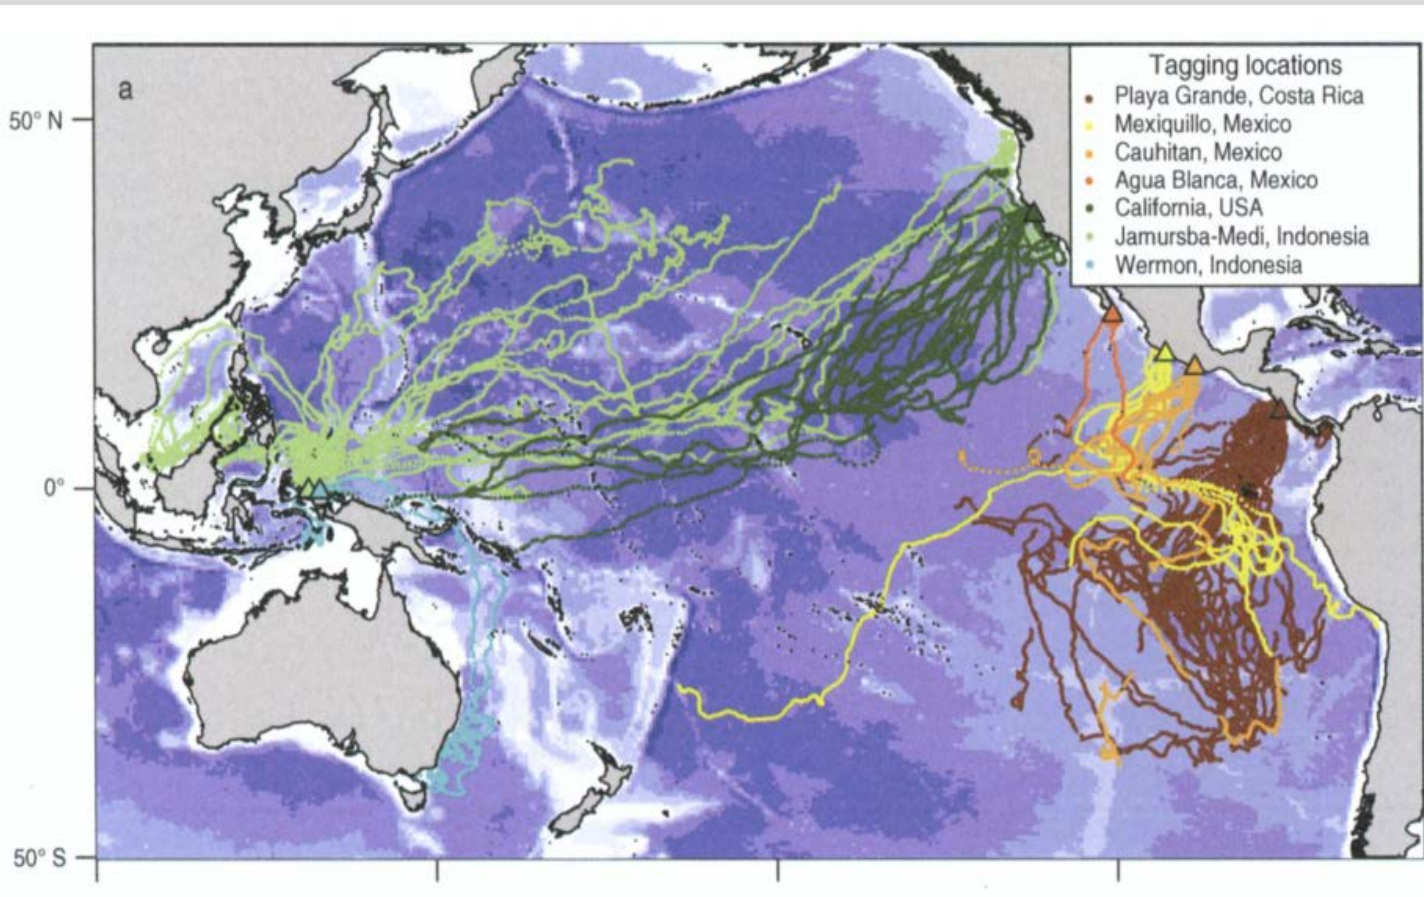 a
Tagging locations
Playa Grande, Costa Rica
Mexiquillo, Mexico
Cauhitan, Mexico
Agua Blanca, Mexico
California, USA
Jamursba-Medi, Indonesia
Wermon, Indonesia
50° N
0°
50° S